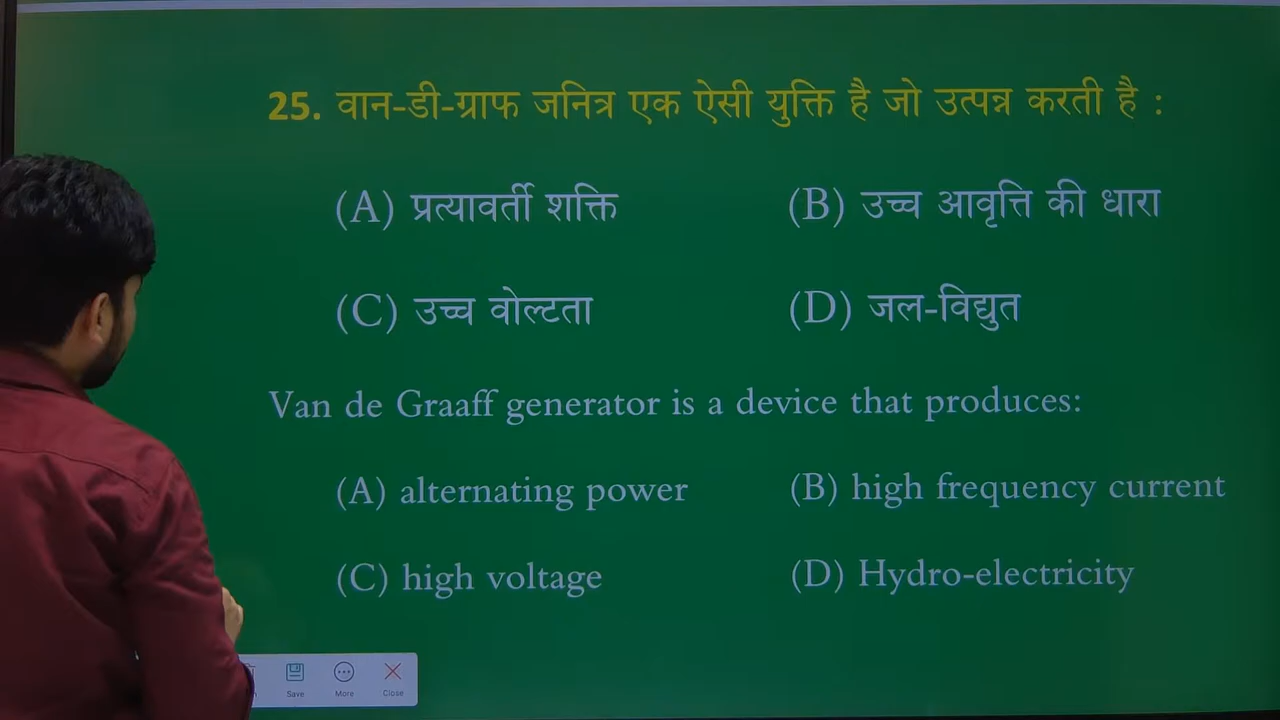 25. वान-डी-ग्राफ जनित्र एक ऐसी युक्ति है जो उत्पन्न करती है :
(A) प्रत्यावर्ती शक्ति (B) उच्च आवृत्ति की धारा
(C) उच्च वोल्टता (D) जल-विद्युत
Van de Graaff generator is a device that produces:
(A) alternating power (B) high frequency current
(C) high voltage (D) Hydro-electricity
Save More Close